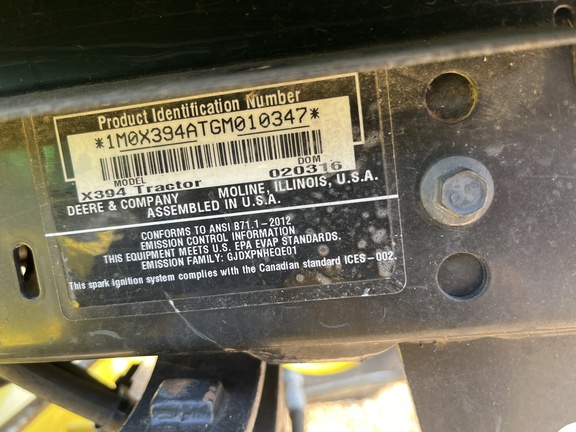 Product Identification Number
*1M0X394ATGM010347*
MODEL DOM
X394 Tractor 020316
DEERE & COMPANY MOLINE, ILLINOIS, U.S.A.
ASSEMBLED IN U.S.A.
CONFORMS TO ANSI B71.1-2012
EMISSION CONTROL INFORMATION
THIS EQUIPMENT MEETS U.S. EPA EVAP STANDARDS.
EMISSION FAMILY: GJDXPNHEQE01
This spark ignition system complies with the Canadian standard ICES-002.